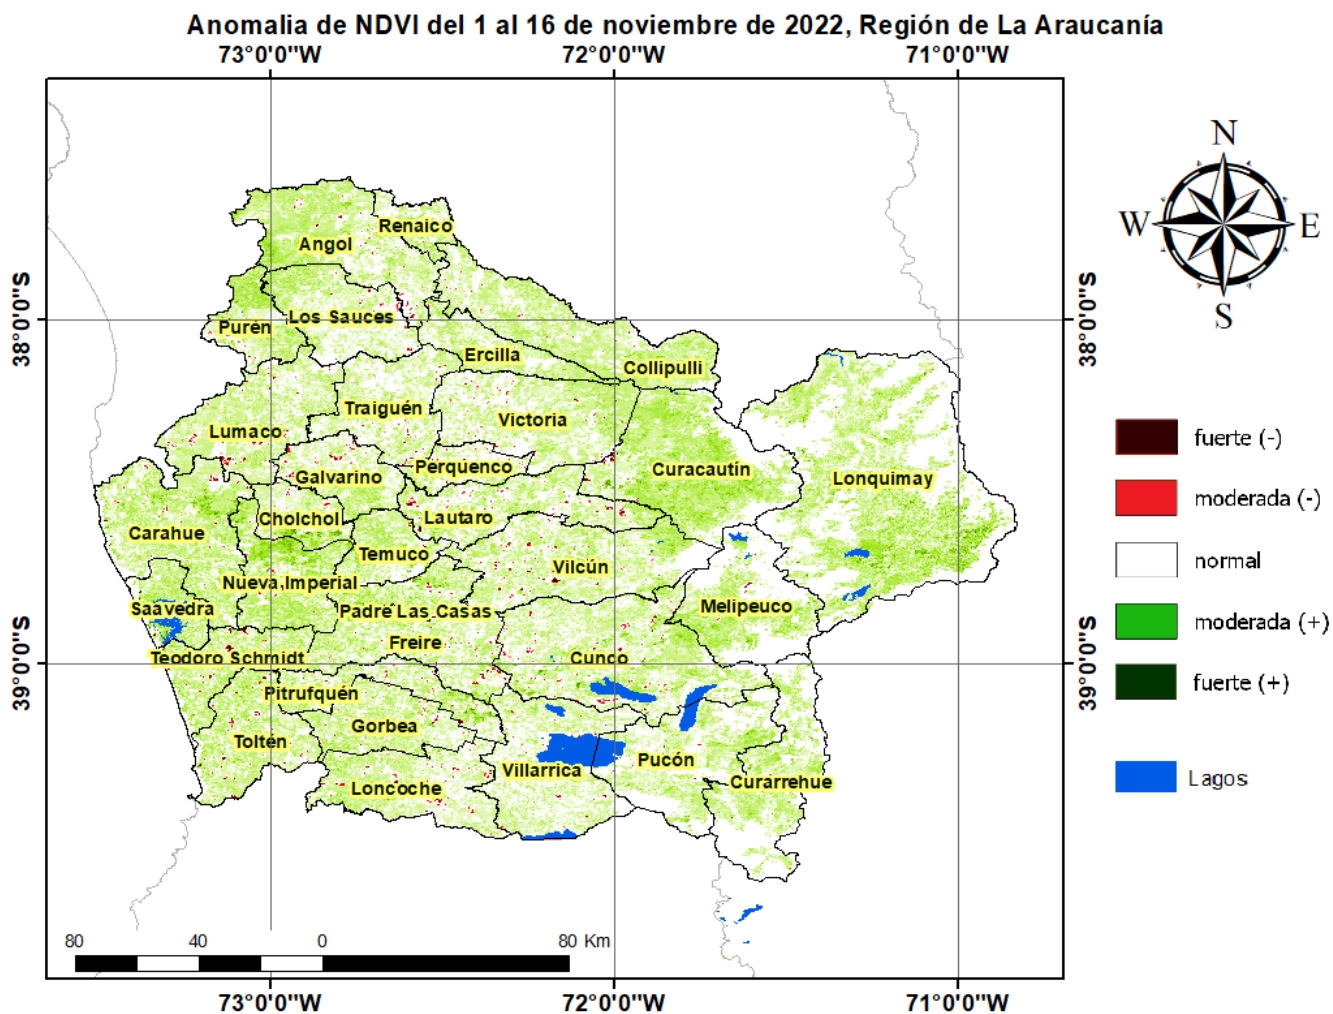 Anomalia de NDVI del 1 al 16 de noviembre de 2022, Región de La Araucanía
73°0'0"W 72°0'0"W 71°0'0"W
N
W E
S
38°0'0"S 38°0'0"S
39°0'0"S 39°0'0"S
Renaico
Angol
Los Sauces
Purén
Ercilla
Collipulli
Traiguén
Victoria
Lumaco
Perquenco
Curacautín
Galvarino
Lonquimay
Cholchol
Lautaro
Carahue
Temuco
Vilcún
Nueva Imperial
Saavedra
Padre Las Casas
Melipeuco
Freire
Teodoro Schmidt
Cunco
Pitrufquén
Gorbea
Toltén
Pucón
Villarrica
Curarrehue
Loncoche
fuerte (-)
moderada (-)
normal
moderada (+)
fuerte (+)
Lagos
80 40 0 80 Km
73°0'0"W 72°0'0"W 71°0'0"W